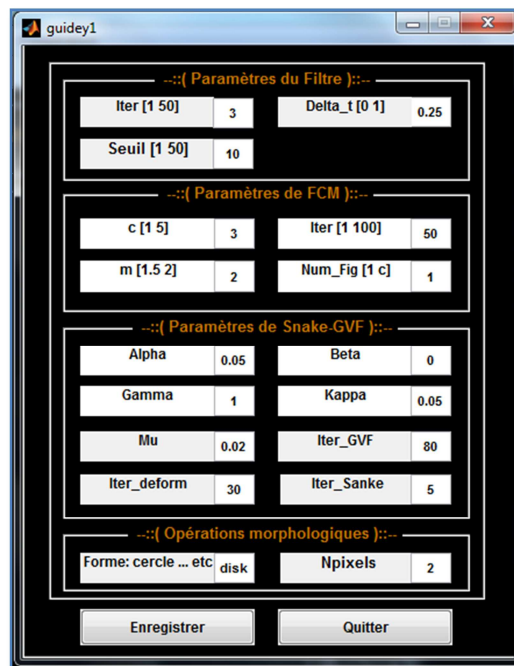 guidey1
--::( Paramètres du Filtre )::--
Iter [1 50] 3 Delta_t [0 1] 0.25
Seuil [1 50] 10
--::( Paramètres de FCM )::--
c [1 5] 3 Iter [1 100] 50
m [1.5 2] 2 Num_Fig [1 c] 1
--::( Paramètres de Snake-GVF )::--
Alpha 0.05 Beta 0
Gamma 1 Kappa 0.05
Mu 0.02 Iter_GVF 80
Iter_deform 30 Iter_Sanke 5
--::( Opérations morphologiques )::--
Forme: cercle ... etc disk Npixels 2
Enregistrer Quitter